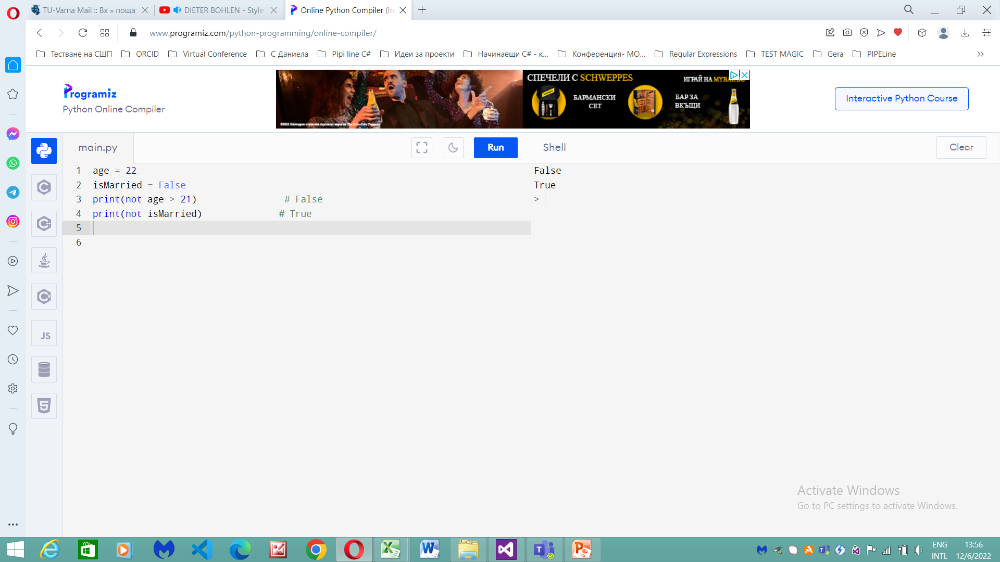 TU-Varna Mail :: Вх » поща
DIETER BOHLEN - Style
Online Python Compiler (In
www.programiz.com/python-programming/online-compiler/
Тестване на СШП
ORCID
Virtual Conference
С Даниела
Pipi line C#
Идеи за проекти
Начинаещи C# - к...
Конференция- МО...
Regular Expressions
TEST MAGIC
Gera
PIPELine
Programiz
Python Online Compiler
СПЕЧЕЛИ С SCHWEPPES
ИГРАЙ НА
БАРМАНСКИ
СЕТ
БАР ЗА
ВКЪЩИ
Interactive Python Course
main.py
Run
Shell
Clear
1 age = 22
2 isMarried = False
3 print(not age > 21) # False
4 print(not isMarried) # True
5
6
False
True
>
JS
Activate Windows
Go to PC settings to activate Windows.
ENG
INTL
13:56
12/6/2022